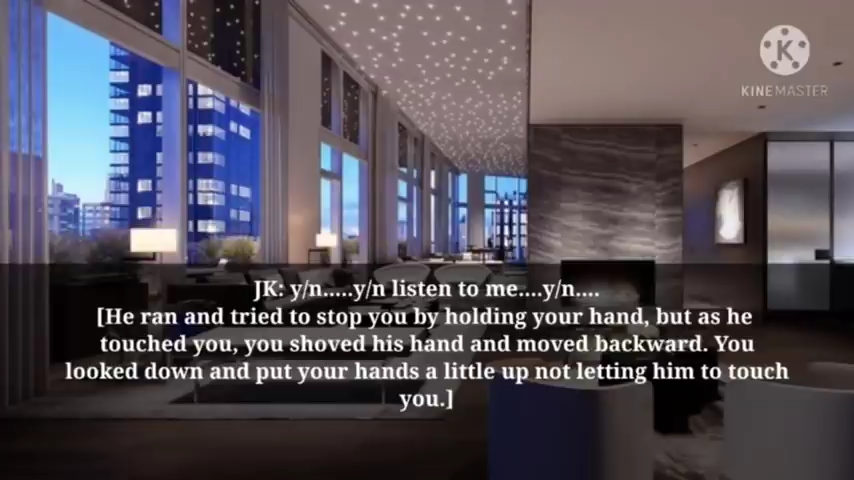 KINEMASTER
JK: y/n.....y/n listen to me....y/n....
[He ran and tried to stop you by holding your hand, but as he
touched you, you shoved his hand and moved backward. You
looked down and put your hands a little up not letting him to touch
you.]